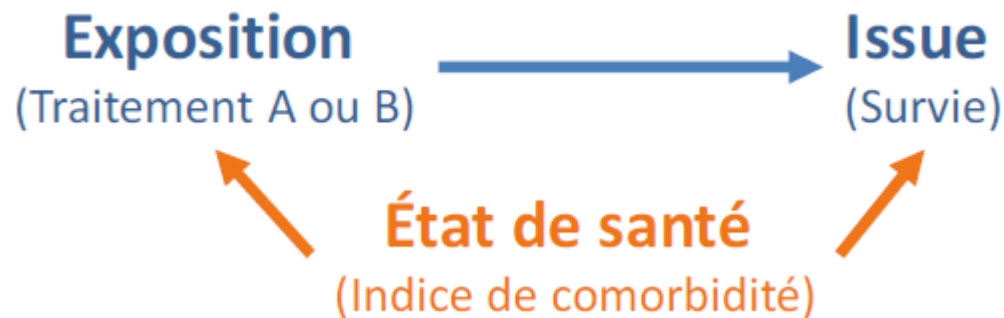 Exposition
(Traitement A ou B)
Issue
(Survie)
État de santé
(Indice de comorbidité)